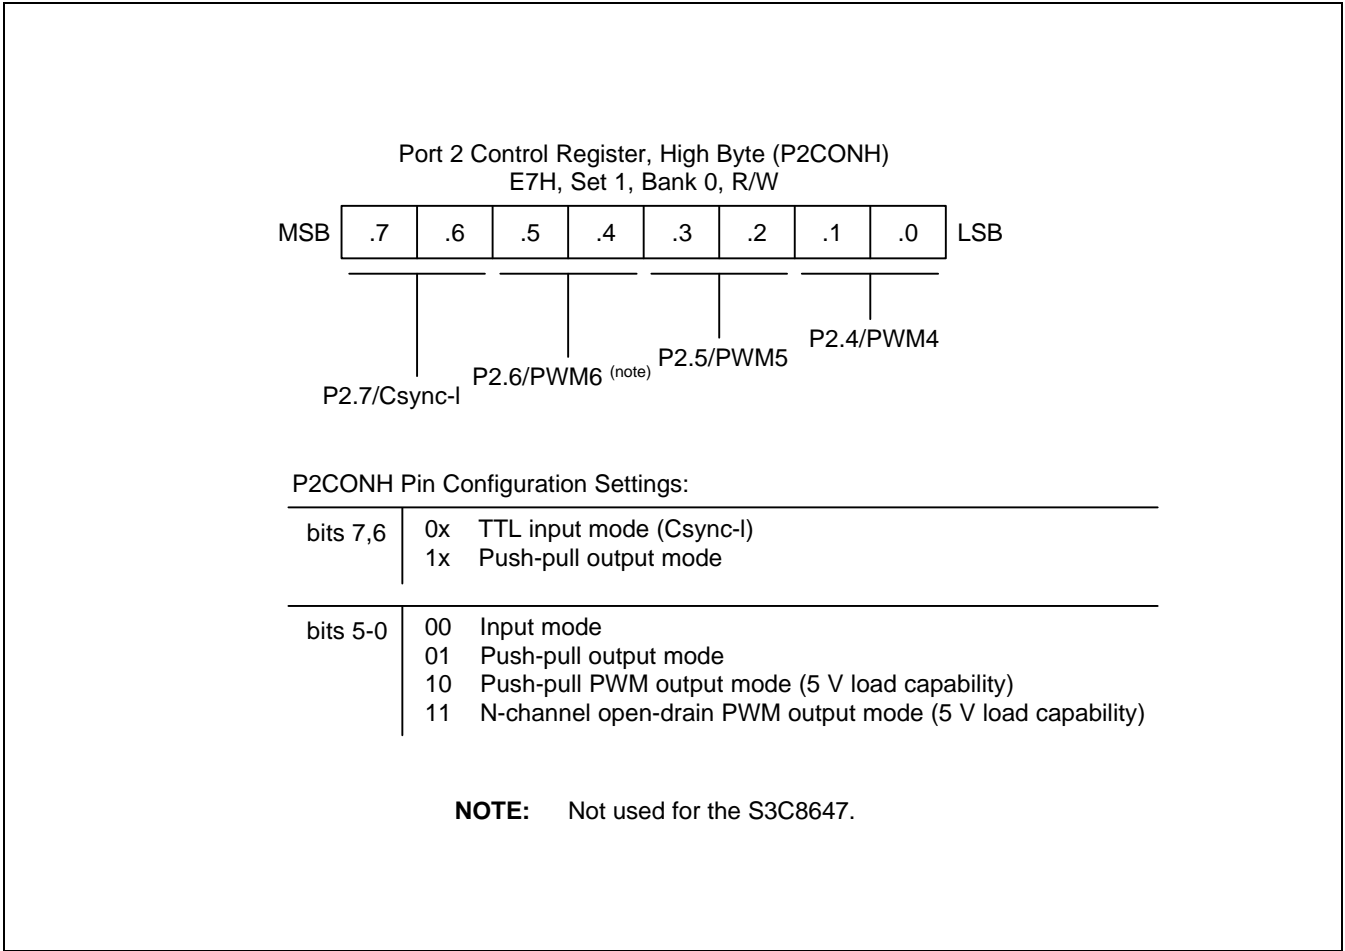 Port 2 Control Register, High Byte (P2CONH)
E7H, Set 1, Bank 0, R/W
MSB .7 .6 .5 .4 .3 .2 .1 .0 LSB
P2.7/Csync-I
P2.6/PWM6 (note)
P2.5/PWM5
P2.4/PWM4
P2CONH Pin Configuration Settings:
bits 7,6
0x TTL input mode (Csync-I)
1x Push-pull output mode
bits 5-0
00 Input mode
01 Push-pull output mode
10 Push-pull PWM output mode (5 V load capability)
11 N-channel open-drain PWM output mode (5 V load capability)
NOTE: Not used for the S3C8647.